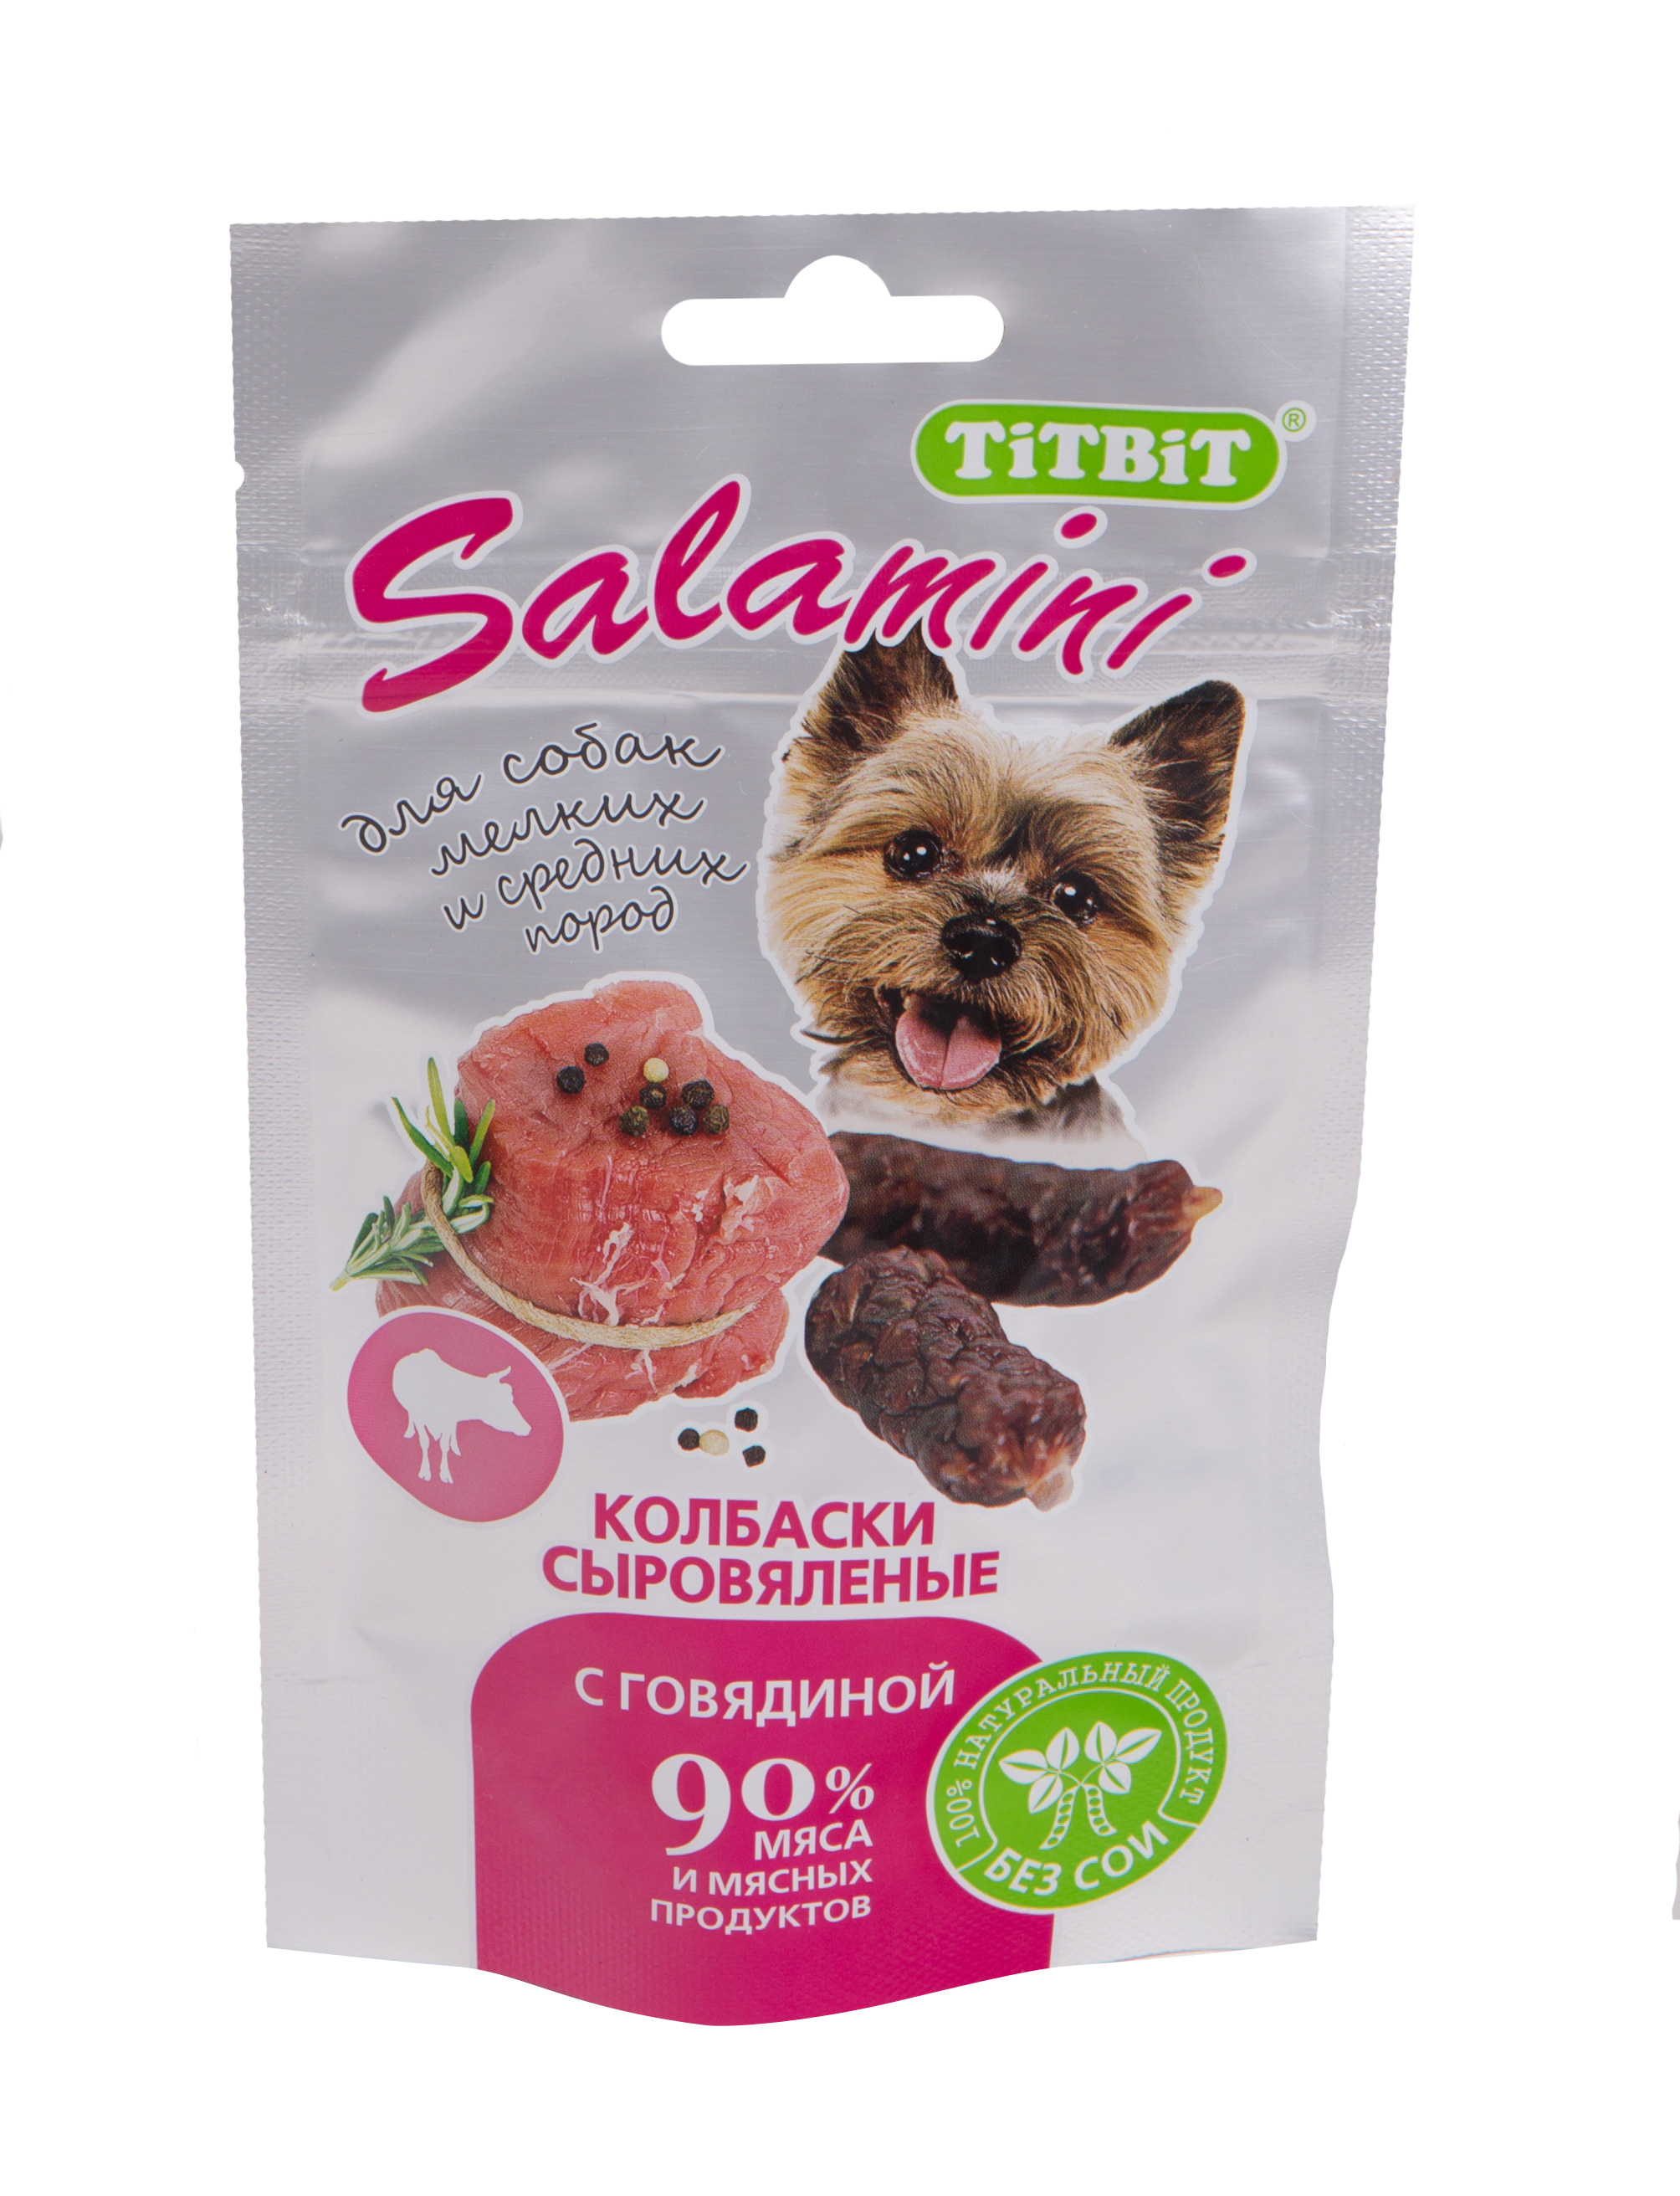 TiTBiT®
Salamini
для собак
мелких
и средних
пород
КОЛБАСКИ
СЫРОВЯЛЕНЫЕ
С ГОВЯДИНОЙ
90%
МЯСА
И МЯСНЫХ
ПРОДУКТОВ
100% НАТУРАЛЬНЫЙ ПРОДУКТ
БЕЗ СОИ